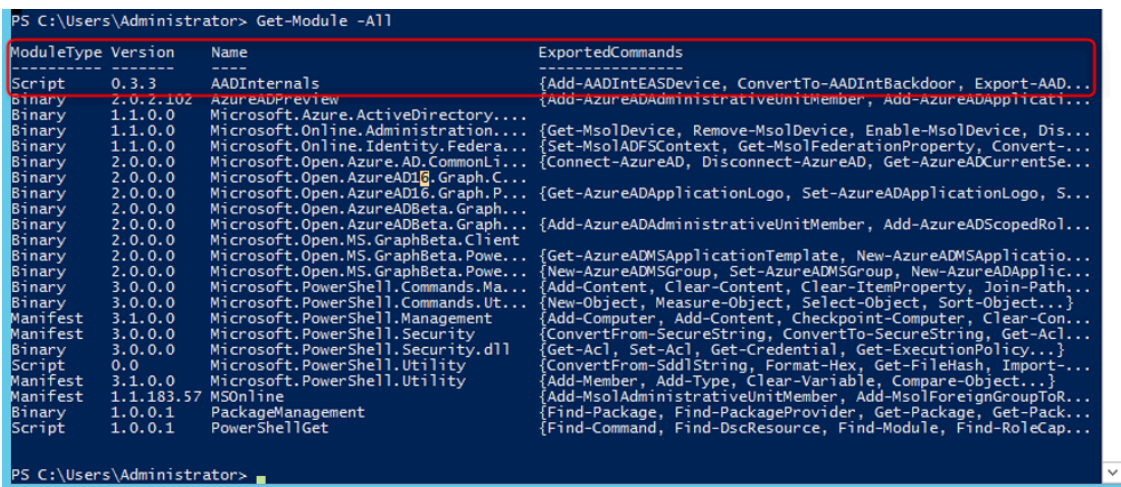 PS C:\Users\Administrator> Get-Module -All
ModuleType Version Name ExportedCommands
---------- ------- ---- ----------------
Script 0.3.3 AADInternals {Add-AADIntEASDevice, ConvertTo-AADIntBackdoor, Export-AAD...
Binary 2.0.2.102 AzureADPreview {Add-AzureADAdministrativeUnitMember, Add-AzureADApplicati...
Binary 1.1.0.0 Microsoft.Azure.ActiveDirectory....
Binary 1.1.0.0 Microsoft.Online.Administration.... {Get-MsolDevice, Remove-MsolDevice, Enable-MsolDevice, Dis...
Binary 1.1.0.0 Microsoft.Online.Identity.Federa... {Set-MsolADFSContext, Get-MsolFederationProperty, Convert-...
Binary 2.0.0.0 Microsoft.Open.Azure.AD.CommonLi... {Connect-AzureAD, Disconnect-AzureAD, Get-AzureADCurrentSe...
Binary 2.0.0.0 Microsoft.Open.AzureAD16.Graph.C...
Binary 2.0.0.0 Microsoft.Open.AzureAD16.Graph.P... {Get-AzureADApplicationLogo, Set-AzureADApplicationLogo, S...
Binary 2.0.0.0 Microsoft.Open.AzureADBeta.Graph...
Binary 2.0.0.0 Microsoft.Open.AzureADBeta.Graph... {Add-AzureADAdministrativeUnitMember, Add-AzureADScopedRol...
Binary 2.0.0.0 Microsoft.Open.MS.GraphBeta.Client
Binary 2.0.0.0 Microsoft.Open.MS.GraphBeta.Powe... {Get-AzureADMSApplicationTemplate, New-AzureADMSApplicatio...
Binary 2.0.0.0 Microsoft.Open.MS.GraphBeta.Powe... {New-AzureADMSGroup, Set-AzureADMSGroup, New-AzureADApplic...
Binary 3.0.0.0 Microsoft.PowerShell.Commands.Ma... {Add-Content, Clear-Content, Clear-ItemProperty, Join-Path...
Binary 3.0.0.0 Microsoft.PowerShell.Commands.Ut... {New-Object, Measure-Object, Select-Object, Sort-Object...}
Manifest 3.1.0.0 Microsoft.PowerShell.Management {Add-Computer, Add-Content, Checkpoint-Computer, Clear-Con...
Manifest 3.0.0.0 Microsoft.PowerShell.Security {ConvertFrom-SecureString, ConvertTo-SecureString, Get-Acl...
Binary 3.0.0.0 Microsoft.PowerShell.Security.dll {Get-Acl, Set-Acl, Get-Credential, Get-ExecutionPolicy...}
Script 0.0 Microsoft.PowerShell.Utility {ConvertFrom-SddlString, Format-Hex, Get-FileHash, Import-...
Manifest 3.1.0.0 Microsoft.PowerShell.Utility {Add-Member, Add-Type, Clear-Variable, Compare-Object...}
Manifest 1.1.183.57 MSOnline {Add-MsolAdministrativeUnitMember, Add-MsolForeignGroupToR...
Binary 1.0.0.1 PackageManagement {Find-Package, Find-PackageProvider, Get-Package, Get-Pack...
Script 1.0.0.1 PowerShellGet {Find-Command, Find-DscResource, Find-Module, Find-RoleCap...
PS C:\Users\Administrator>